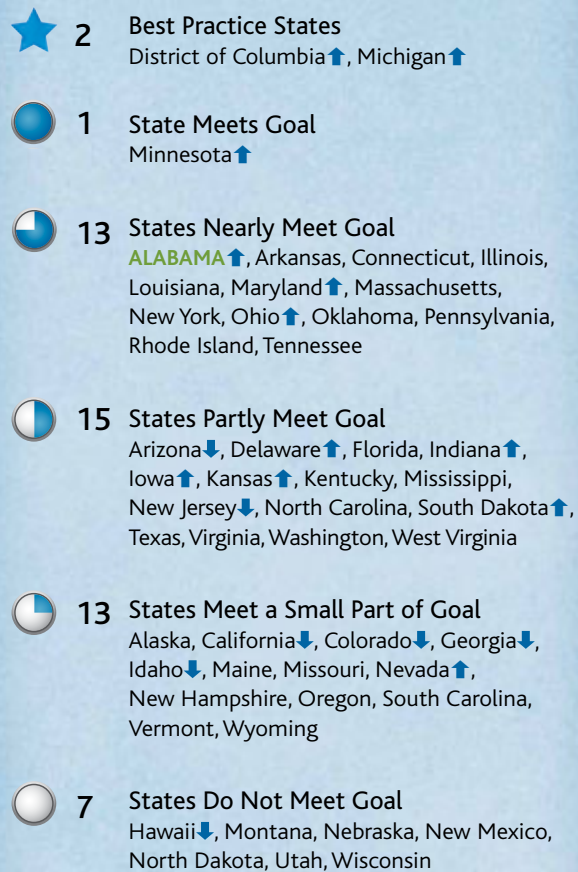 2 Best Practice States
District of Columbia⬆, Michigan⬆
1 State Meets Goal
Minnesota⬆
13 States Nearly Meet Goal
ALABAMA⬆, Arkansas, Connecticut, Illinois,
Louisiana, Maryland⬆, Massachusetts,
New York, Ohio⬆, Oklahoma, Pennsylvania,
Rhode Island, Tennessee
15 States Partly Meet Goal
Arizona⬇, Delaware⬆, Florida, Indiana⬆,
Iowa⬆, Kansas⬆, Kentucky, Mississippi,
New Jersey⬇, North Carolina, South Dakota⬆,
Texas, Virginia, Washington, West Virginia
13 States Meet a Small Part of Goal
Alaska, California⬇, Colorado⬇, Georgia⬇,
Idaho⬇, Maine, Missouri, Nevada⬆,
New Hampshire, Oregon, South Carolina,
Vermont, Wyoming
7 States Do Not Meet Goal
Hawaii⬇, Montana, Nebraska, New Mexico,
North Dakota, Utah, Wisconsin